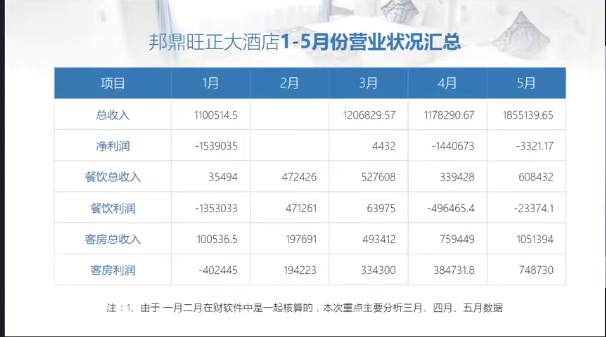 邦鼎旺正大酒店1-5月份营业状况汇总
项目 1月 2月 3月 4月 5月
总收入 1100514.5 1206829.57 1178290.67 1855139.65
净利润 -1539035 4432 -1440673 -3321.17
餐饮总收入 35494 472426 527608 339428 608432
餐饮利润 -1353033 471261 63975 -496465.4 -23374.1
客房总收入 100536.5 197691 493412 759449 1051394
客房利润 -402445 194223 334300 384731.8 748730
注：1、由于 一月二月在财软件中是一起核算的，本次重点主要分析三月、四月、五月数据